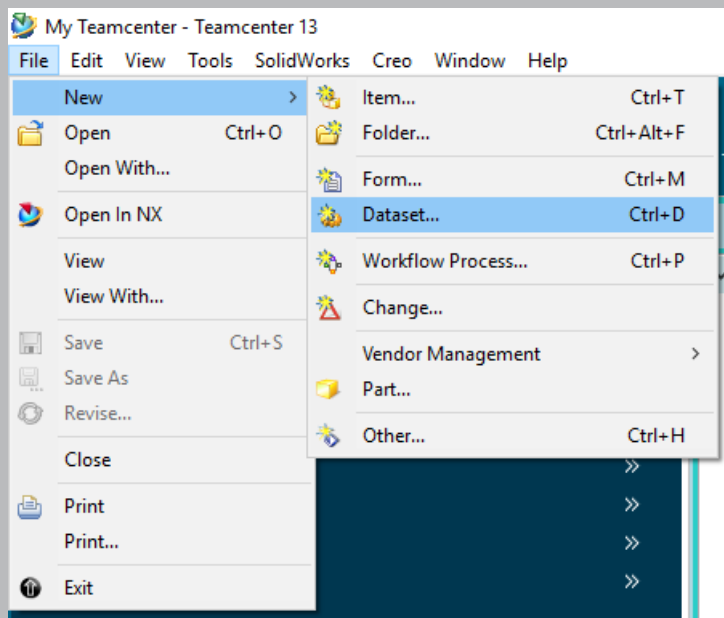 My Teamcenter - Teamcenter 13
File Edit View Tools SolidWorks Creo Window Help
New
Open Ctrl+O
Open With...
Open In NX
View
View With...
Save Ctrl+S
Save As
Revise...
Close
Print
Print...
Exit
Item... Ctrl+T
Folder... Ctrl+Alt+F
Form... Ctrl+M
Dataset... Ctrl+D
Workflow Process... Ctrl+P
Change...
Vendor Management
Part...
Other... Ctrl+H